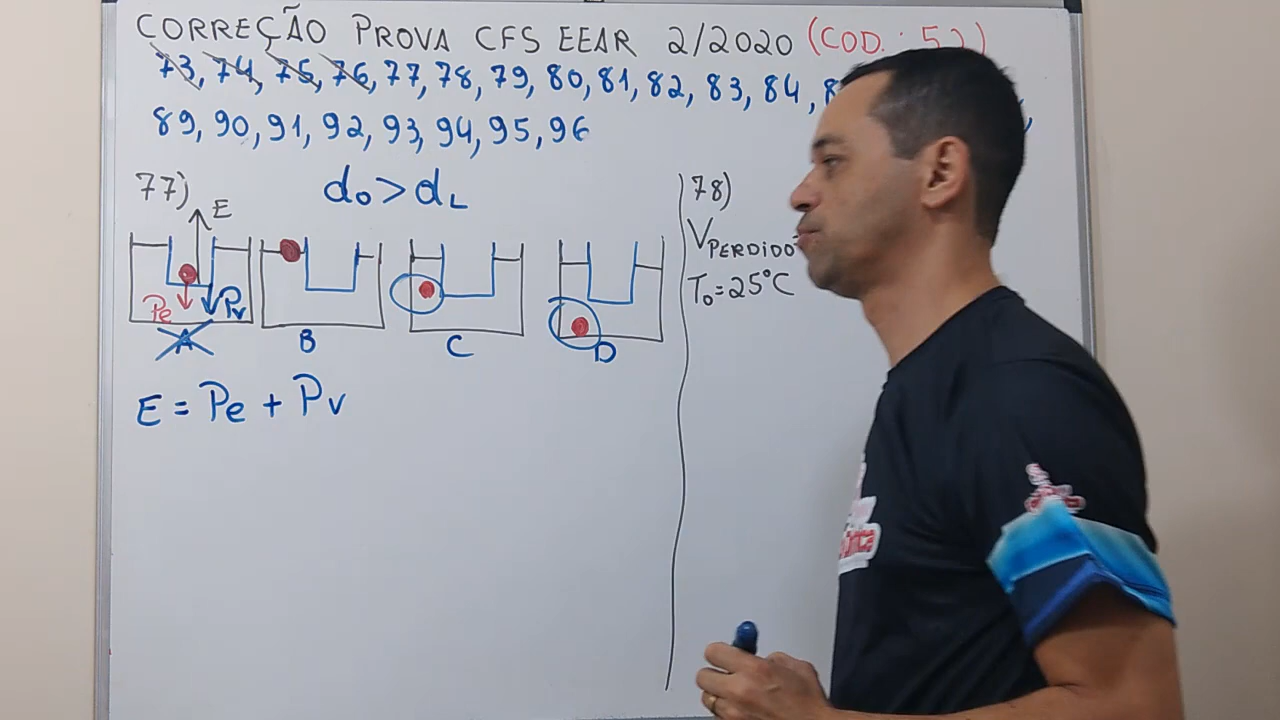 CORREÇÃO PROVA CFS EEAR 2/2020 (COD.: 52)
73, 74, 75, 76, 77, 78, 79, 80, 81, 82, 83, 84,
89, 90, 91, 92, 93, 94, 95, 96
77)
do > dL
E
Pe
Pv
A
B
C
D
E = Pe + Pv
78)
VPERDIDO
To = 25°C